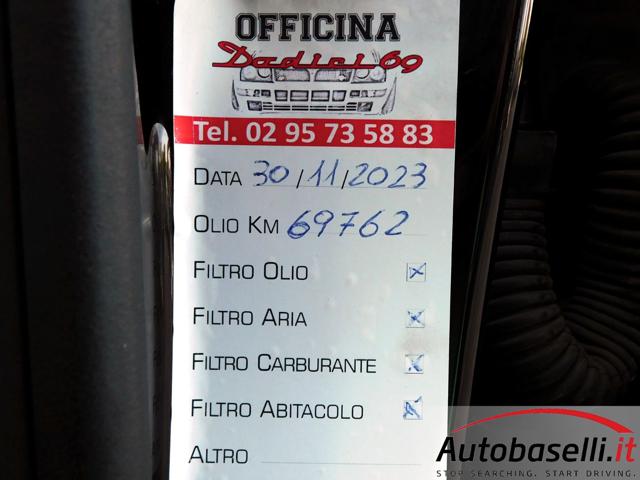 OFFICINA
Dodici 69
Tel. 02 95 73 58 83
DATA 30/11/2023
OLIO KM 69762
FILTRO OLIO
FILTRO ARIA
FILTRO CARBURANTE
FILTRO ABITACOLO
ALTRO
Autobaselli.it
STOP SEARCHING. START DRIVING.